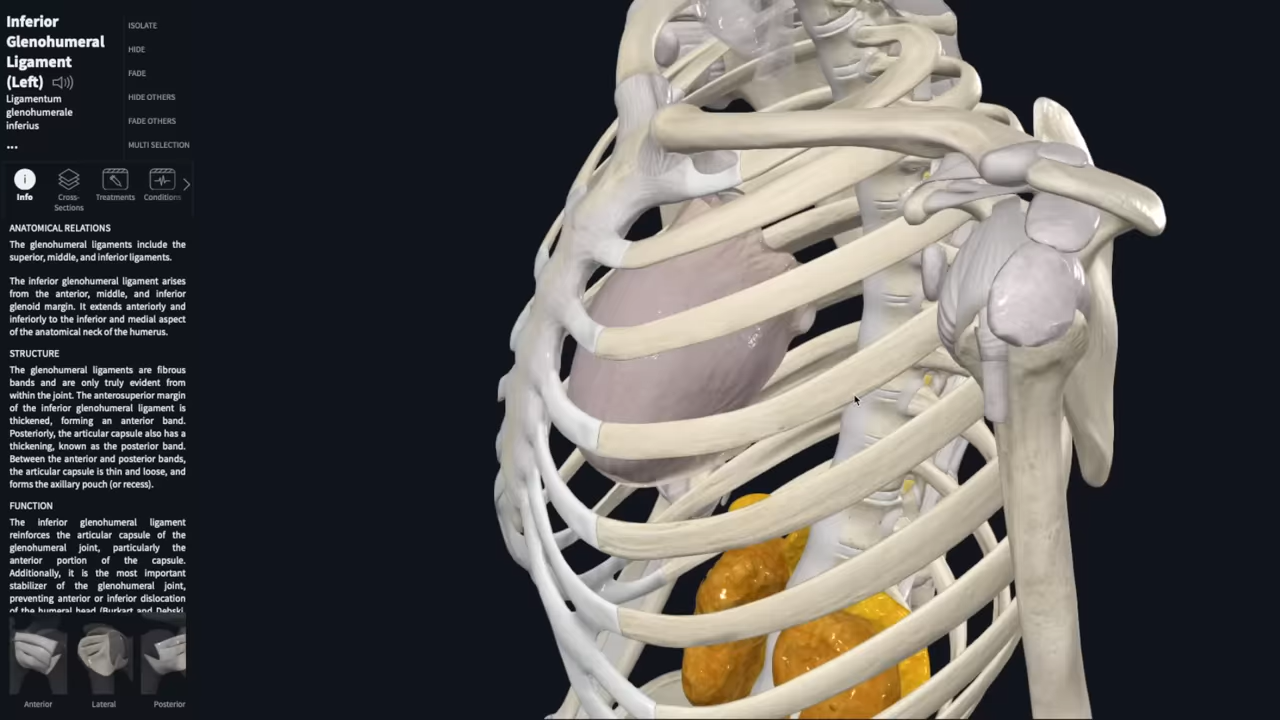 Inferior
Glenohumeral
Ligament
(Left)
Ligamentum
glenohumerale
inferius
...
ISOLATE
HIDE
FADE
HIDE OTHERS
FADE OTHERS
MULTI SELECTION
Info
Cross-
Sections
Treatments
Conditions
ANATOMICAL RELATIONS
The glenohumeral ligaments include the
superior, middle, and inferior ligaments.
The inferior glenohumeral ligament arises
from the anterior, middle, and inferior
glenoid margin. It extends anteriorly and
inferiorly to the inferior and medial aspect
of the anatomical neck of the humerus.
STRUCTURE
The glenohumeral ligaments are fibrous
bands and are only truly evident from
within the joint. The anterosuperior margin
of the inferior glenohumeral ligament is
thickened, forming an anterior band.
Posteriorly, the articular capsule also has a
thickening, known as the posterior band.
Between the anterior and posterior bands,
the articular capsule is thin and loose, and
forms the axillary pouch (or recess).
FUNCTION
The inferior glenohumeral ligament
reinforces the articular capsule of the
glenohumeral joint, particularly the
anterior portion of the capsule.
Additionally, it is the most important
stabilizer of the glenohumeral joint,
preventing anterior or inferior dislocation
of the humeral head (Burkart and Debski,
Anterior
Lateral
Posterior